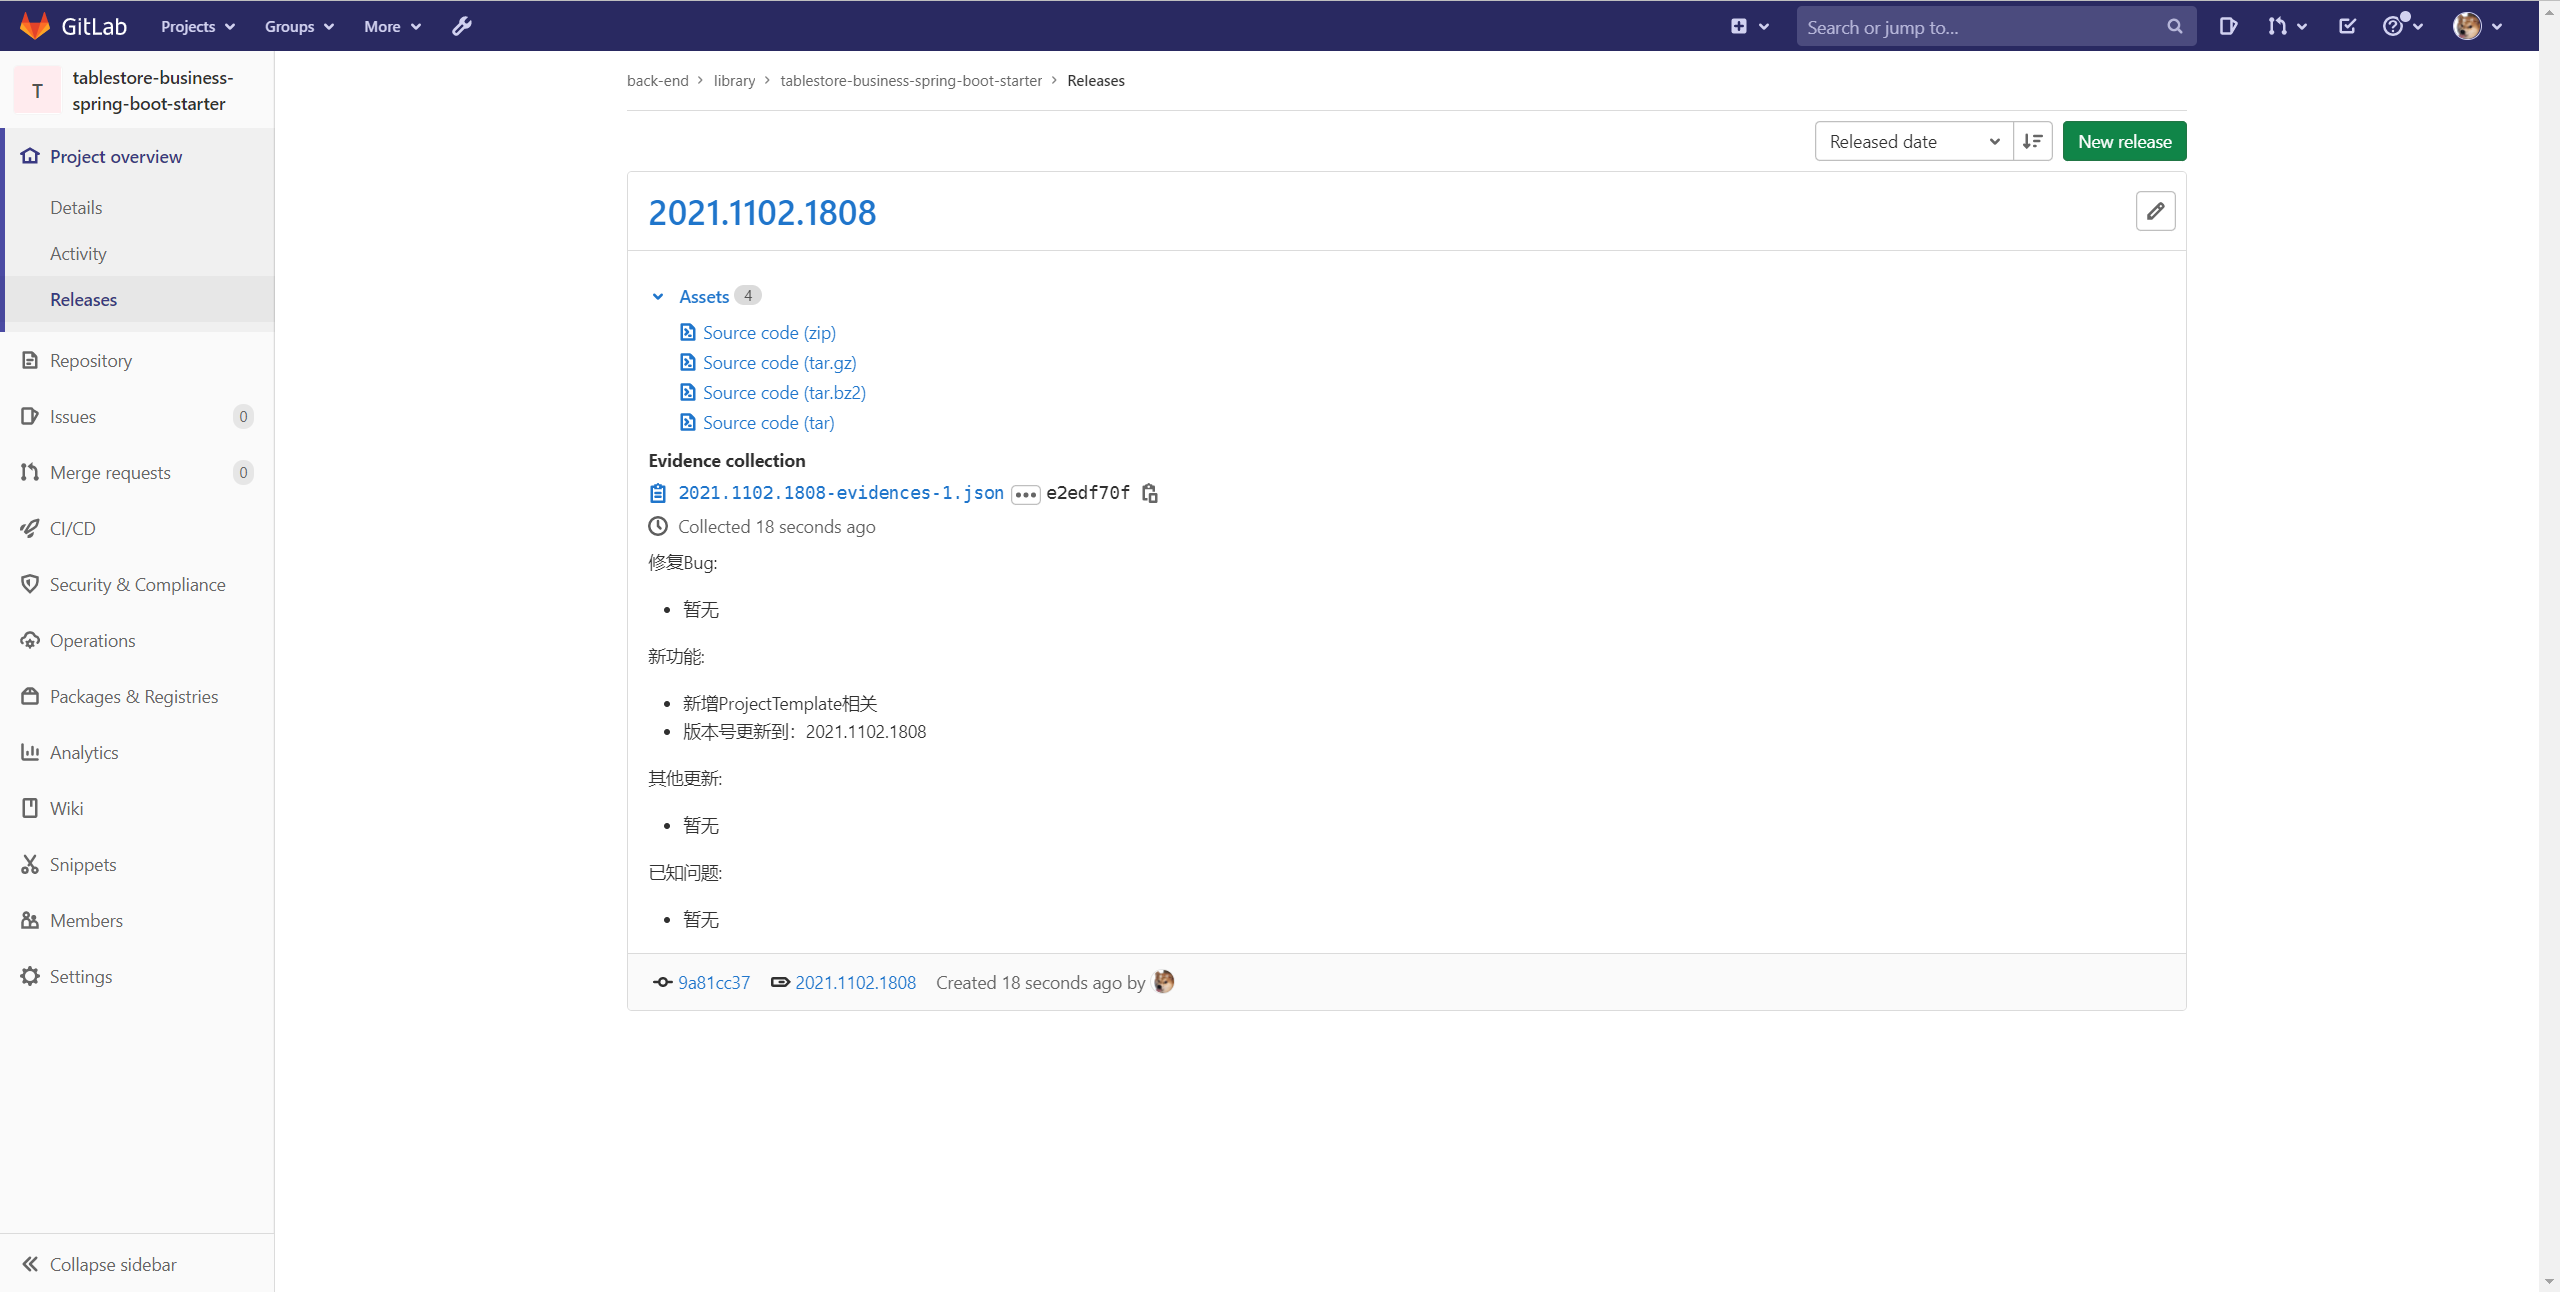 GitLab Projects Groups More Search or jump to...
T
tablestore-business-
spring-boot-starter
Project overview
Details
Activity
Releases
Repository
Issues 0
Merge requests 0
CI/CD
Security & Compliance
Operations
Packages & Registries
Analytics
Wiki
Snippets
Members
Settings
Collapse sidebar
back-end › library › tablestore-business-spring-boot-starter › Releases
Released date New release
2021.1102.1808
Assets 4
Source code (zip)
Source code (tar.gz)
Source code (tar.bz2)
Source code (tar)
Evidence collection
2021.1102.1808-evidences-1.json ••• e2edf70f
Collected 18 seconds ago
修复Bug:
• 暂无
新功能:
• 新增ProjectTemplate相关
• 版本号更新到：2021.1102.1808
其他更新:
• 暂无
已知问题:
• 暂无
9a81cc37 2021.1102.1808 Created 18 seconds ago by